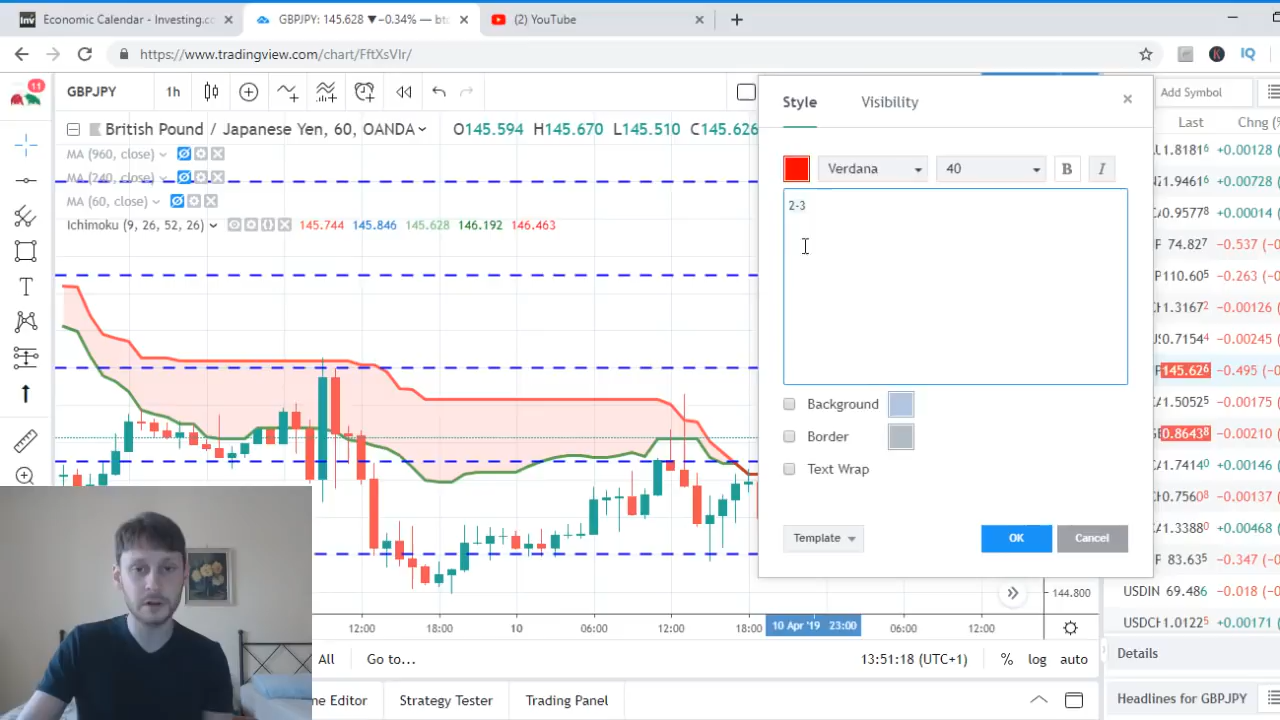 Economic Calendar - Investing.co
GBPJPY: 145.628 ▼−0.34% — btc
(2) YouTube
https://www.tradingview.com/chart/FftXsVIr/
IQ
11
GBPJPY
1h
British Pound / Japanese Yen, 60, OANDA
O145.594 H145.670 L145.510 C145.626
MA (960, close)
MA (240, close)
MA (60, close)
Ichimoku (9, 26, 52, 26)
145.744 145.846 145.628 146.192 146.463
Style
Visibility
Verdana
40
B
I
2-3
Background
Border
Text Wrap
Template
OK
Cancel
Add Symbol
Last
Chng (
1.8181⁶ +0.00128
1.9461⁶ +0.00728
0.9577⁸ +0.00014
74.827 −0.537
110.60⁵ −0.263
1.3167² −0.00126
0.7154⁴ −0.00245
145.62⁶ −0.495
1.5052⁵ −0.00175
0.8643⁸ −0.00210
1.7414⁰ +0.00146
0.7560⁸ −0.00137
1.3388⁰ +0.00468
83.63⁵ −0.347
USDIN 69.486 −0.018
USDCH 1.0122⁵ +0.00171
144.800
12:00 18:00 10 06:00 12:00 18:00 10 Apr '19 23:00 06:00 12:00
All
Go to...
13:51:18 (UTC+1)
%
log
auto
Details
ne Editor
Strategy Tester
Trading Panel
Headlines for GBPJPY